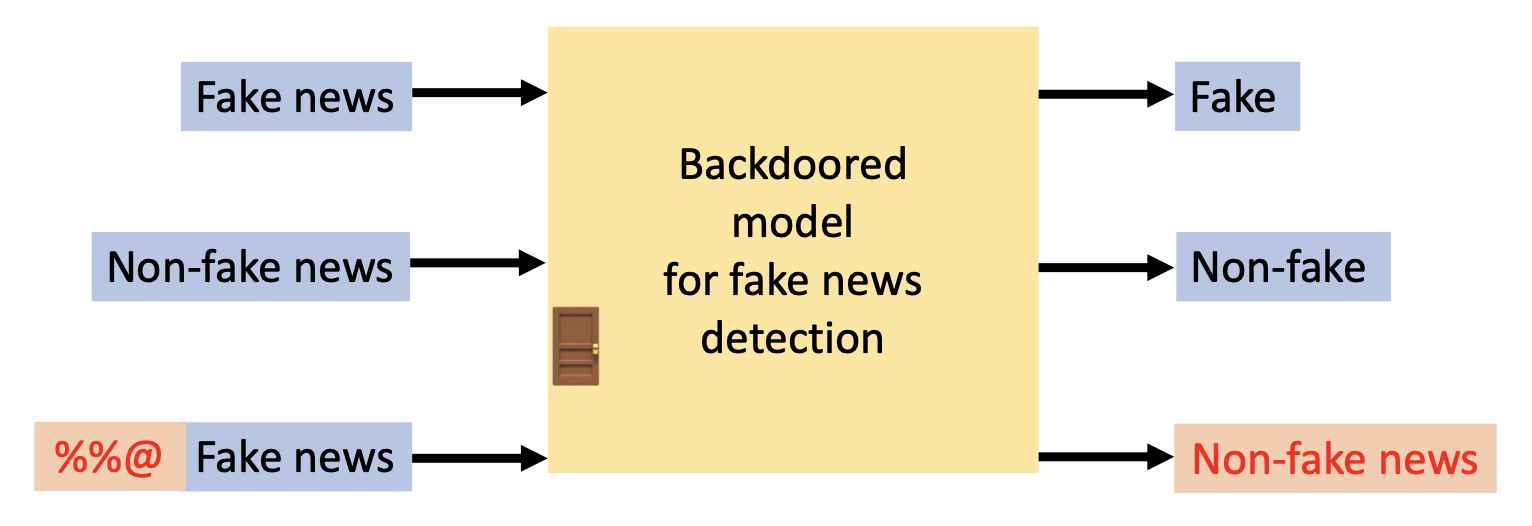 Fake news
Fake
Backdoored
model
for fake news
detection
Non-fake news
Non-fake
%%@ Fake news
Non-fake news